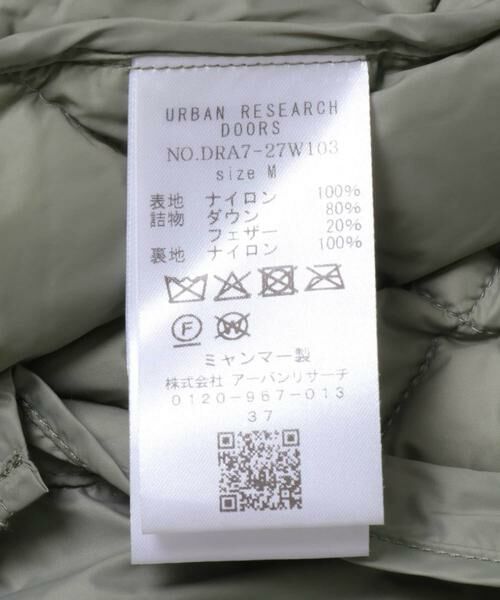 URBAN RESEARCH
DOORS
NO.DRA7-27W103
size M
表地 ナイロン 100%
詰物 ダウン 80%
フェザー 20%
裏地 ナイロン 100%
F W
ミャンマー製
株式会社 アーバンリサーチ
0120-967-013
37